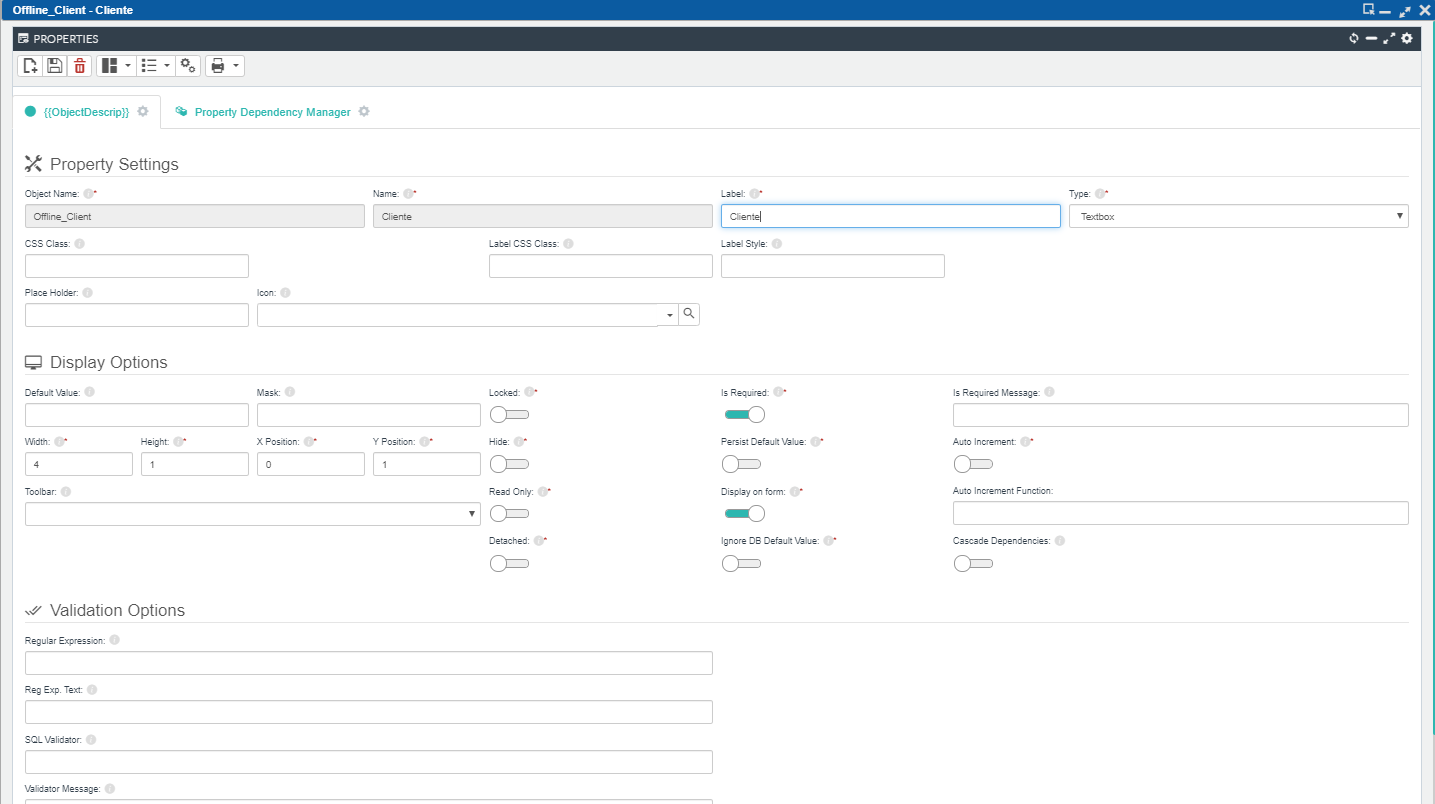 Offline_Client - Cliente
PROPERTIES
{{ObjectDescrip}} Property Dependency Manager
Property Settings
Object Name: * Name: * Label: * Type: *
Offline_Client Cliente Cliente Textbox
CSS Class: Label CSS Class: Label Style:
Place Holder: Icon:
Display Options
Default Value: Mask: Locked: * Is Required: * Is Required Message:
Width: * Height: * X Position: * Y Position: * Hide: * Persist Default Value: * Auto Increment: *
4 1 0 1
Toolbar: Read Only: * Display on form: * Auto Increment Function:
Detached: * Ignore DB Default Value: * Cascade Dependencies:
Validation Options
Regular Expression:
Reg Exp. Text:
SQL Validator:
Validator Message: